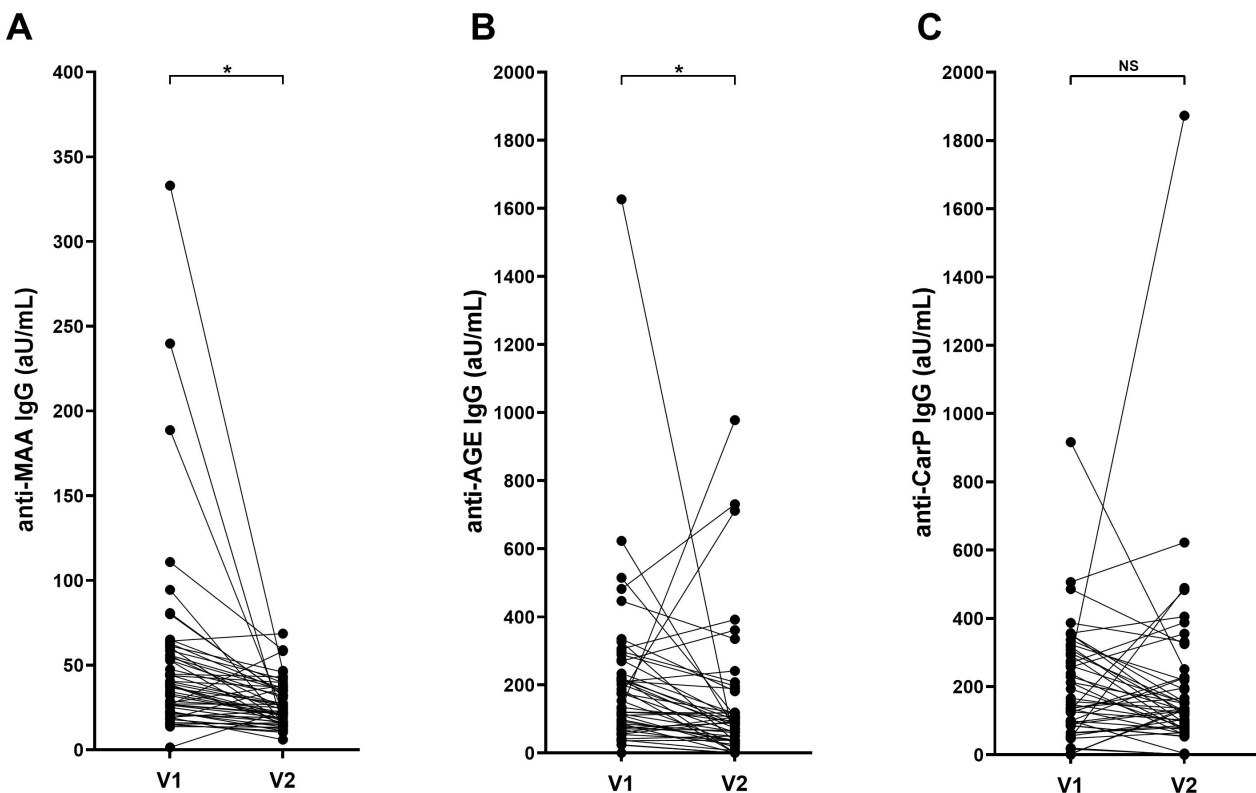 A
B
C
*
*
NS
anti-MAA IgG (aU/mL)
400
350
300
250
200
150
100
50
0
V1
V2
anti-AGE IgG (aU/mL)
2000
1800
1600
1400
1200
1000
800
600
400
200
0
V1
V2
anti-CarP IgG (aU/mL)
2000
1800
1600
1400
1200
1000
800
600
400
200
0
V1
V2